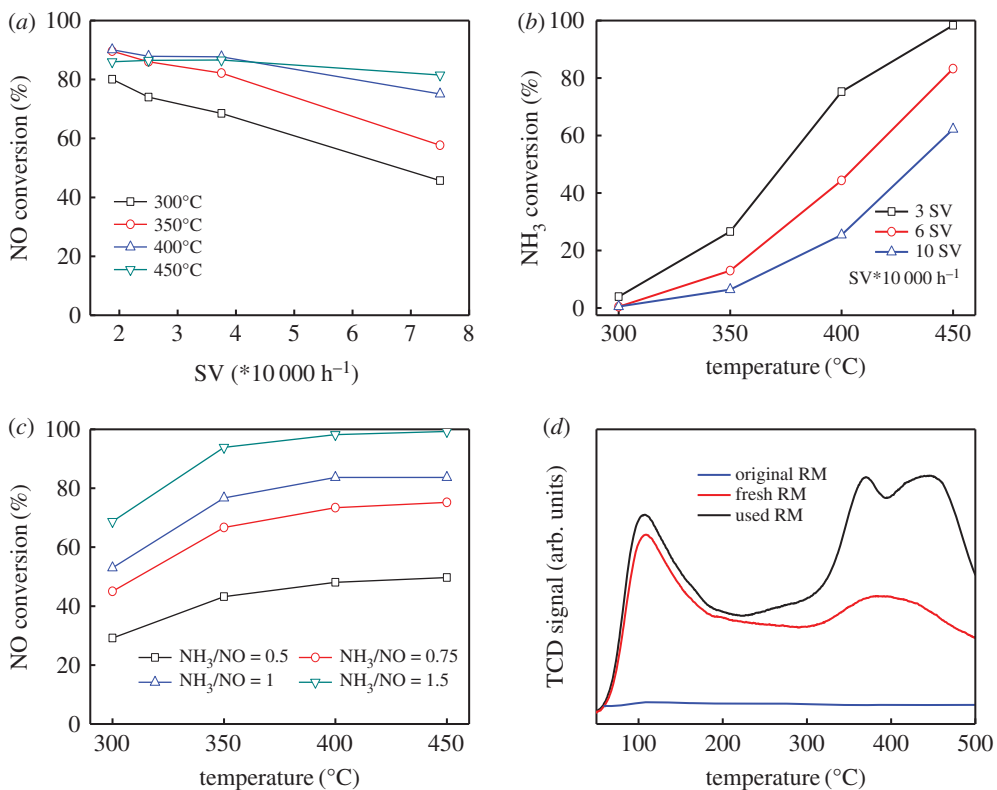 (a)
100
80
60
40
20
0
NO conversion (%)
300°C
350°C
400°C
450°C
2 3 4 5 6 7 8
SV (*10 000 h⁻¹)
(b)
100
80
60
40
20
0
NH₃ conversion (%)
3 SV
6 SV
10 SV
SV*10 000 h⁻¹
300 350 400 450
temperature (°C)
(c)
100
80
60
40
20
0
NO conversion (%)
NH₃/NO = 0.5 NH₃/NO = 0.75
NH₃/NO = 1 NH₃/NO = 1.5
300 350 400 450
temperature (°C)
(d)
TCD signal (arb. units)
original RM
fresh RM
used RM
100 200 300 400 500
temperature (°C)